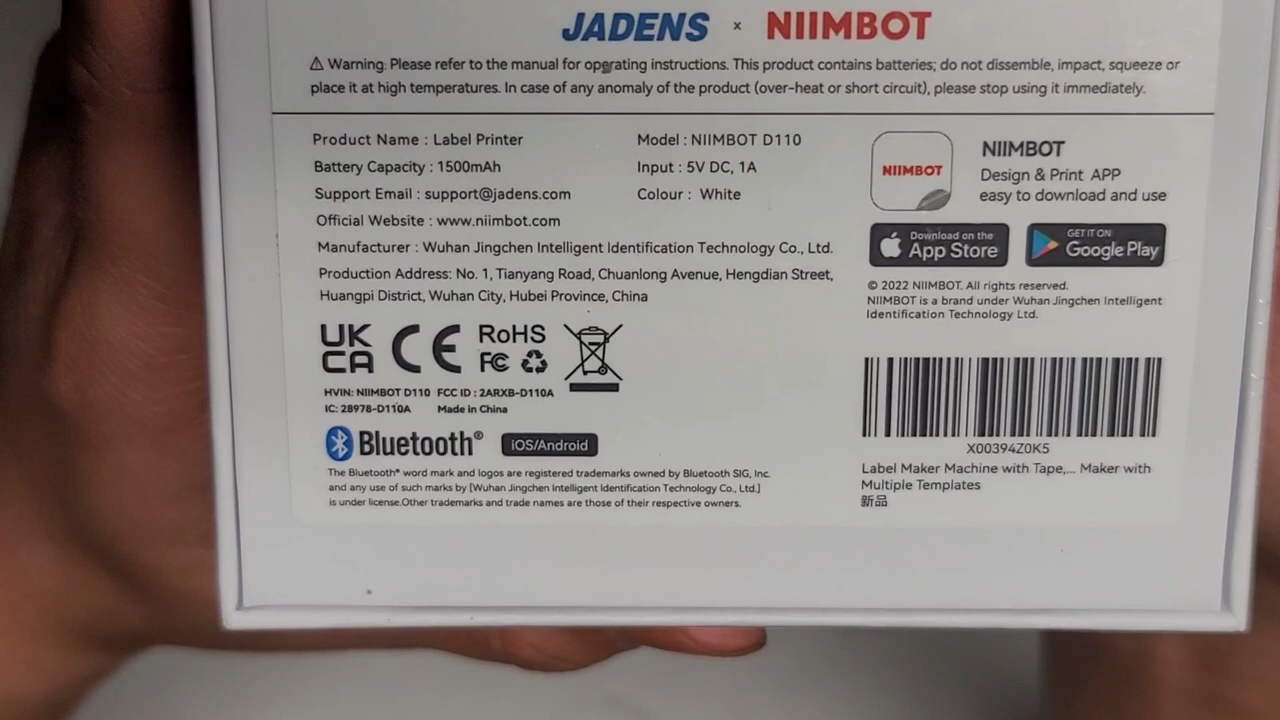 JADENS x NIIMBOT
⚠ Warning: Please refer to the manual for operating instructions. This product contains batteries; do not dissemble, impact, squeeze or
place it at high temperatures. In case of any anomaly of the product (over-heat or short circuit), please stop using it immediately.
Product Name : Label Printer
Model : NIIMBOT D110
Battery Capacity : 1500mAh
Input : 5V DC, 1A
Support Email : support@jadens.com
Colour : White
Official Website : www.niimbot.com
Manufacturer : Wuhan Jingchen Intelligent Identification Technology Co., Ltd.
Production Address: No. 1, Tianyang Road, Chuanlong Avenue, Hengdian Street,
Huangpi District, Wuhan City, Hubei Province, China
UK
CA
CE
RoHS
FC
HVIN: NIIMBOT D110 FCC ID : 2ARXB-D110A
IC: 28978-D110A Made in China
Bluetooth® iOS/Android
The Bluetooth® word mark and logos are registered trademarks owned by Bluetooth SIG, Inc.
and any use of such marks by [Wuhan Jingchen Intelligent Identification Technology Co., Ltd.]
is under license.Other trademarks and trade names are those of their respective owners.
NIIMBOT
NIIMBOT
Design & Print APP
easy to download and use
Download on the
App Store
GET IT ON
Google Play
© 2022 NIIMBOT. All rights reserved.
NIIMBOT is a brand under Wuhan Jingchen Intelligent
Identification Technology Ltd.
X00394Z0K5
Label Maker Machine with Tape,... Maker with
Multiple Templates
新品